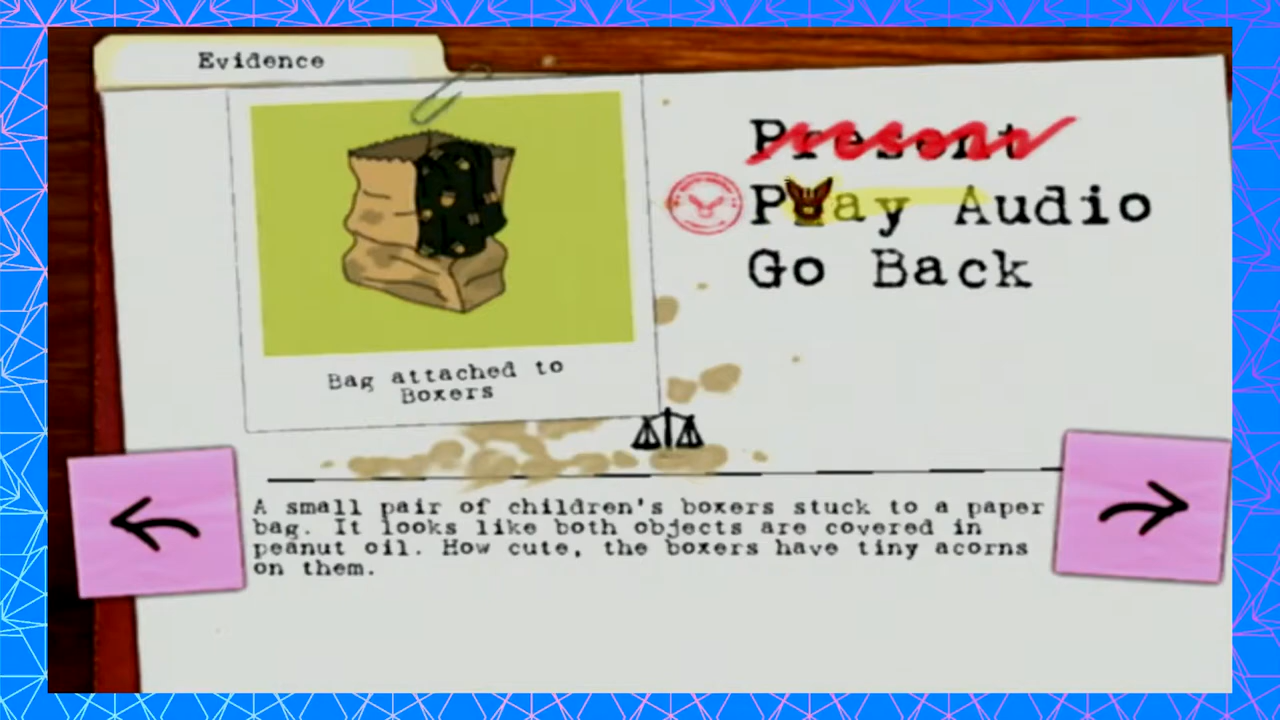 Evidence
Present
Play Audio
Go Back
Bag attached to
Boxers
A small pair of children's boxers stuck to a paper
bag. It looks like both objects are covered in
peanut oil. How cute, the boxers have tiny acorns
on them.